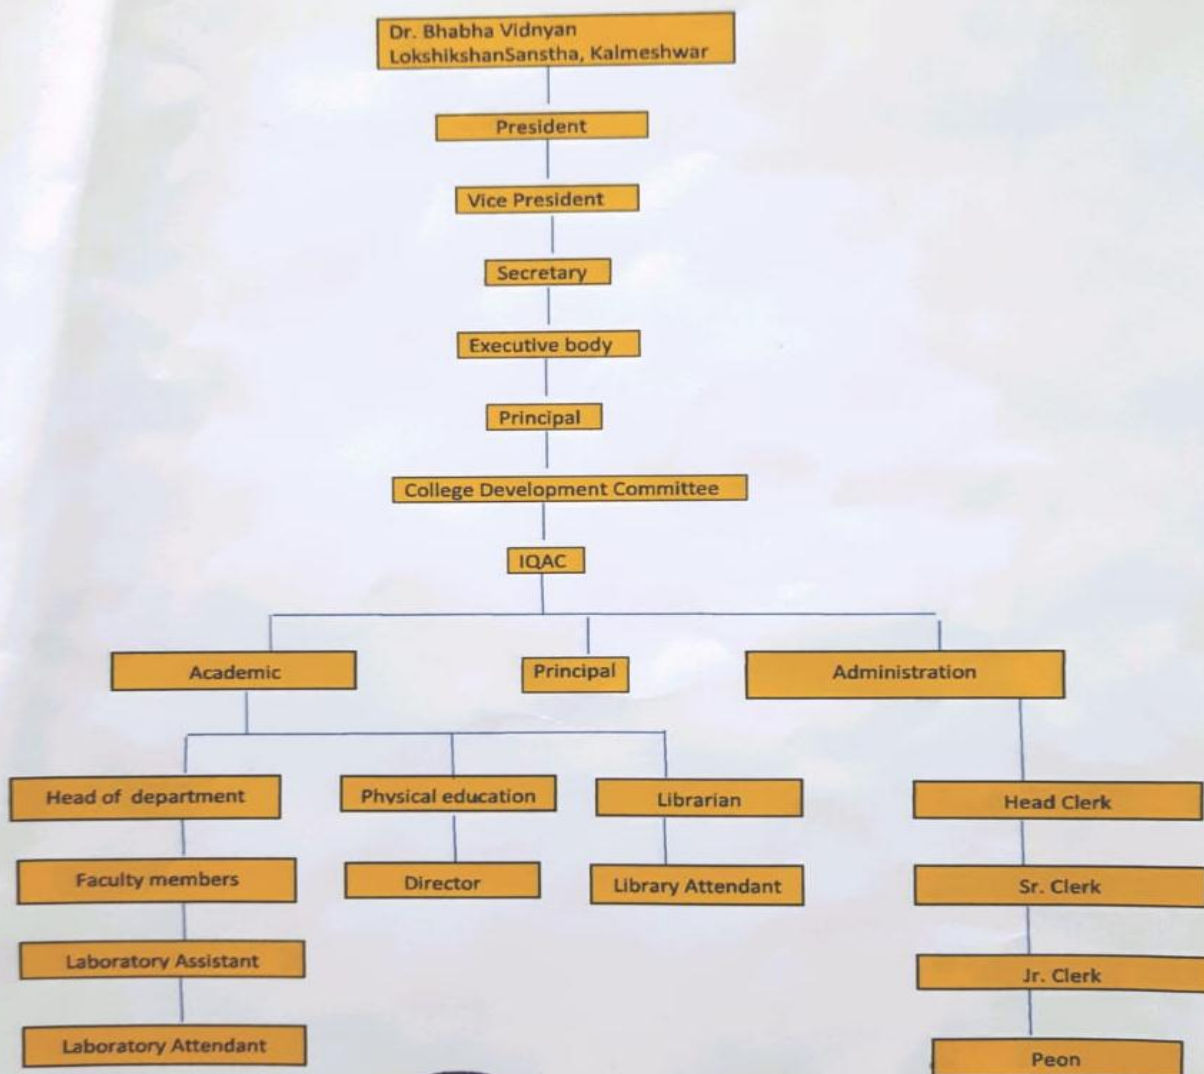 Dr. Bhabha Vidnyan
LokshikshanSanstha, Kalmeshwar
President
Vice President
Secretary
Executive body
Principal
College Development Committee
IQAC
Academic
Principal
Administration
Head of department
Physical education
Librarian
Head Clerk
Faculty members
Director
Library Attendant
Sr. Clerk
Laboratory Assistant
Jr. Clerk
Laboratory Attendant
Peon